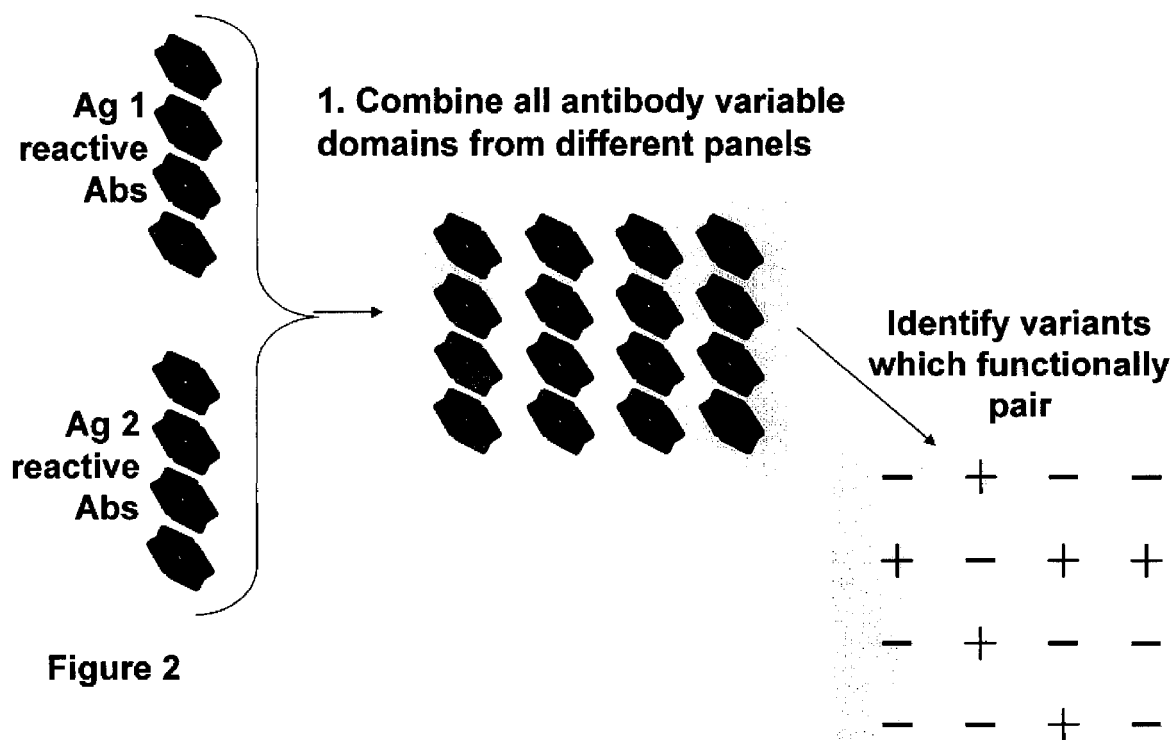 Ag 1
reactive
Abs
1. Combine all antibody variable
domains from different panels
Ag 2
reactive
Abs
Identify variants
which functionally
pair
− + − −
+ − + +
− + − −
− − + −
Figure 2